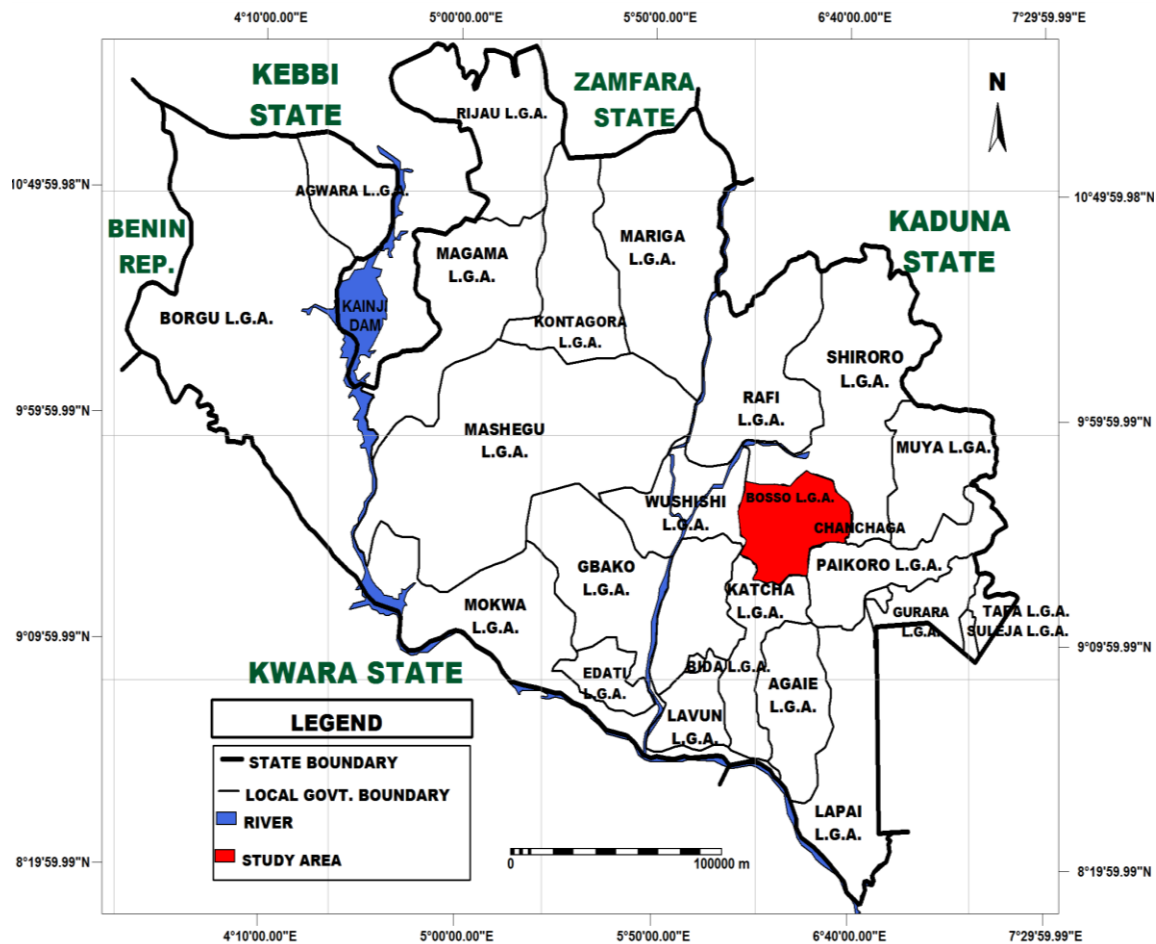 4°10'00.00"E
5°00'00.00"E
5°50'00.00"E
6°40'00.00"E
7°29'59.99"E
KEBBI
STATE
ZAMFARA
STATE
N
RIJAU L.G.A.
10°49'59.98"N
AGWARA L..G.A.
10°49'59.98"N
BENIN
REP.
KADUNA
STATE
MAGAMA
L.G.A.
MARIGA
L.G.A.
BORGU L.G.A.
KAINJI
DAM
KONTAGORA
L.G.A.
SHIRORO
L.G.A.
RAFI
L.G.A.
9°59'59.99"N
9°59'59.99"N
MASHEGU
L.G.A.
MUYA L.GA.
WUSHISHI
L.G.A.
BOSSO L.G.A.
CHANCHAGA
GBAKO
L.G.A.
PAIKORO L.G.A.
KATCHA
L.G.A.
MOKWA
L.G.A.
GURARA
L.G.A.
TAFA L.G.A.
SULEJA L.G.A.
9°09'59.99"N
9°09'59.99"N
KWARA STATE
EDATI
L.G.A.
BIDA L.G.A.
AGAIE
L.G.A.
LAVUN
L.G.A.
LEGEND
STATE BOUNDARY
LOCAL GOVT. BOUNDARY
RIVER
STUDY AREA
LAPAI
L.G.A.
0
100000 m
8°19'59.99"N
8°19'59.99"N
4°10'00.00"E
5°00'00.00"E
5°50'00.00"E
6°40'00.00"E
7°29'59.99"E